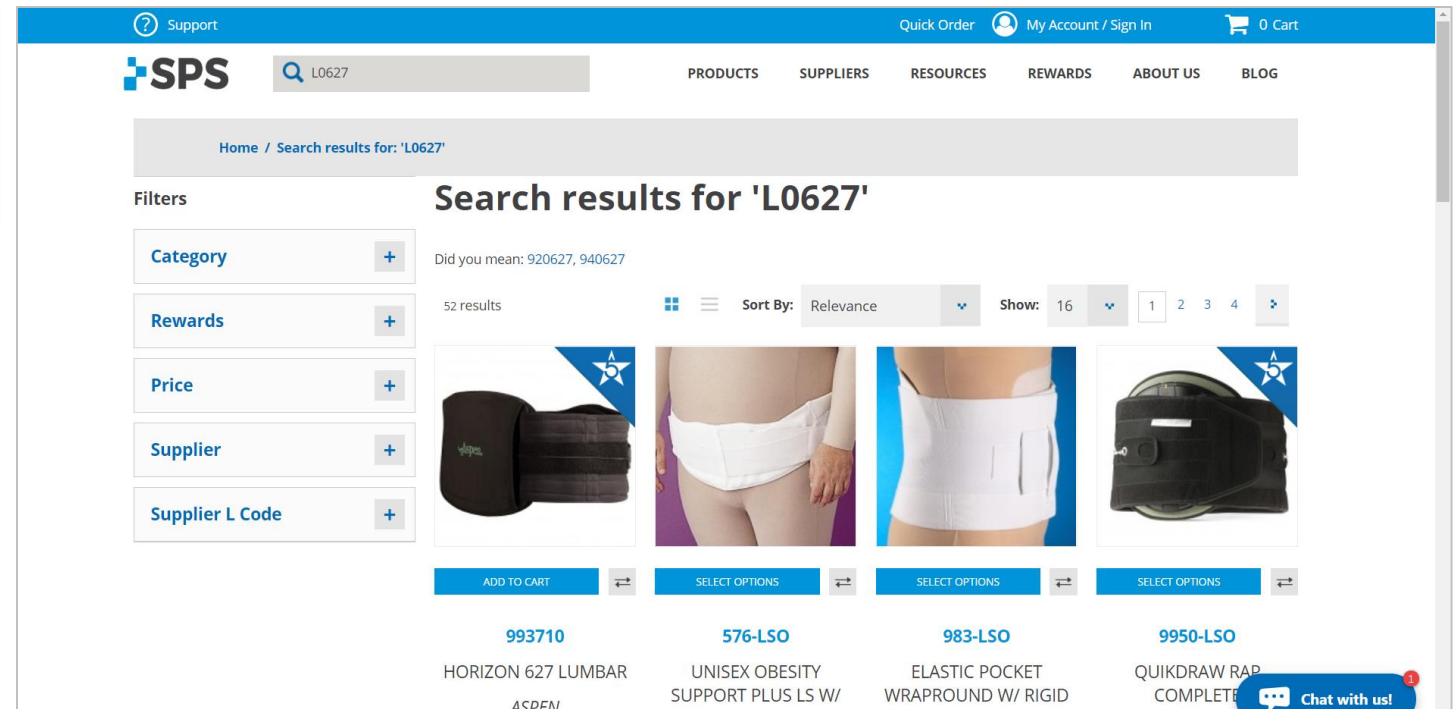 Support
Quick Order My Account / Sign In 0 Cart
SPS
L0627
PRODUCTS SUPPLIERS RESOURCES REWARDS ABOUT US BLOG
Home / Search results for: 'L0627'
Filters
Category +
Rewards +
Price +
Supplier +
Supplier L Code +
Search results for 'L0627'
Did you mean: 920627, 940627
52 results Sort By: Relevance Show: 16 1 2 3 4
5
Aspen
5
ADD TO CART SELECT OPTIONS SELECT OPTIONS SELECT OPTIONS
993710 576-LSO 983-LSO 9950-LSO
HORIZON 627 LUMBAR UNISEX OBESITY ELASTIC POCKET QUIKDRAW RAP
ASPEN SUPPORT PLUS LS W/ WRAPROUND W/ RIGID COMPLETE
1
Chat with us!